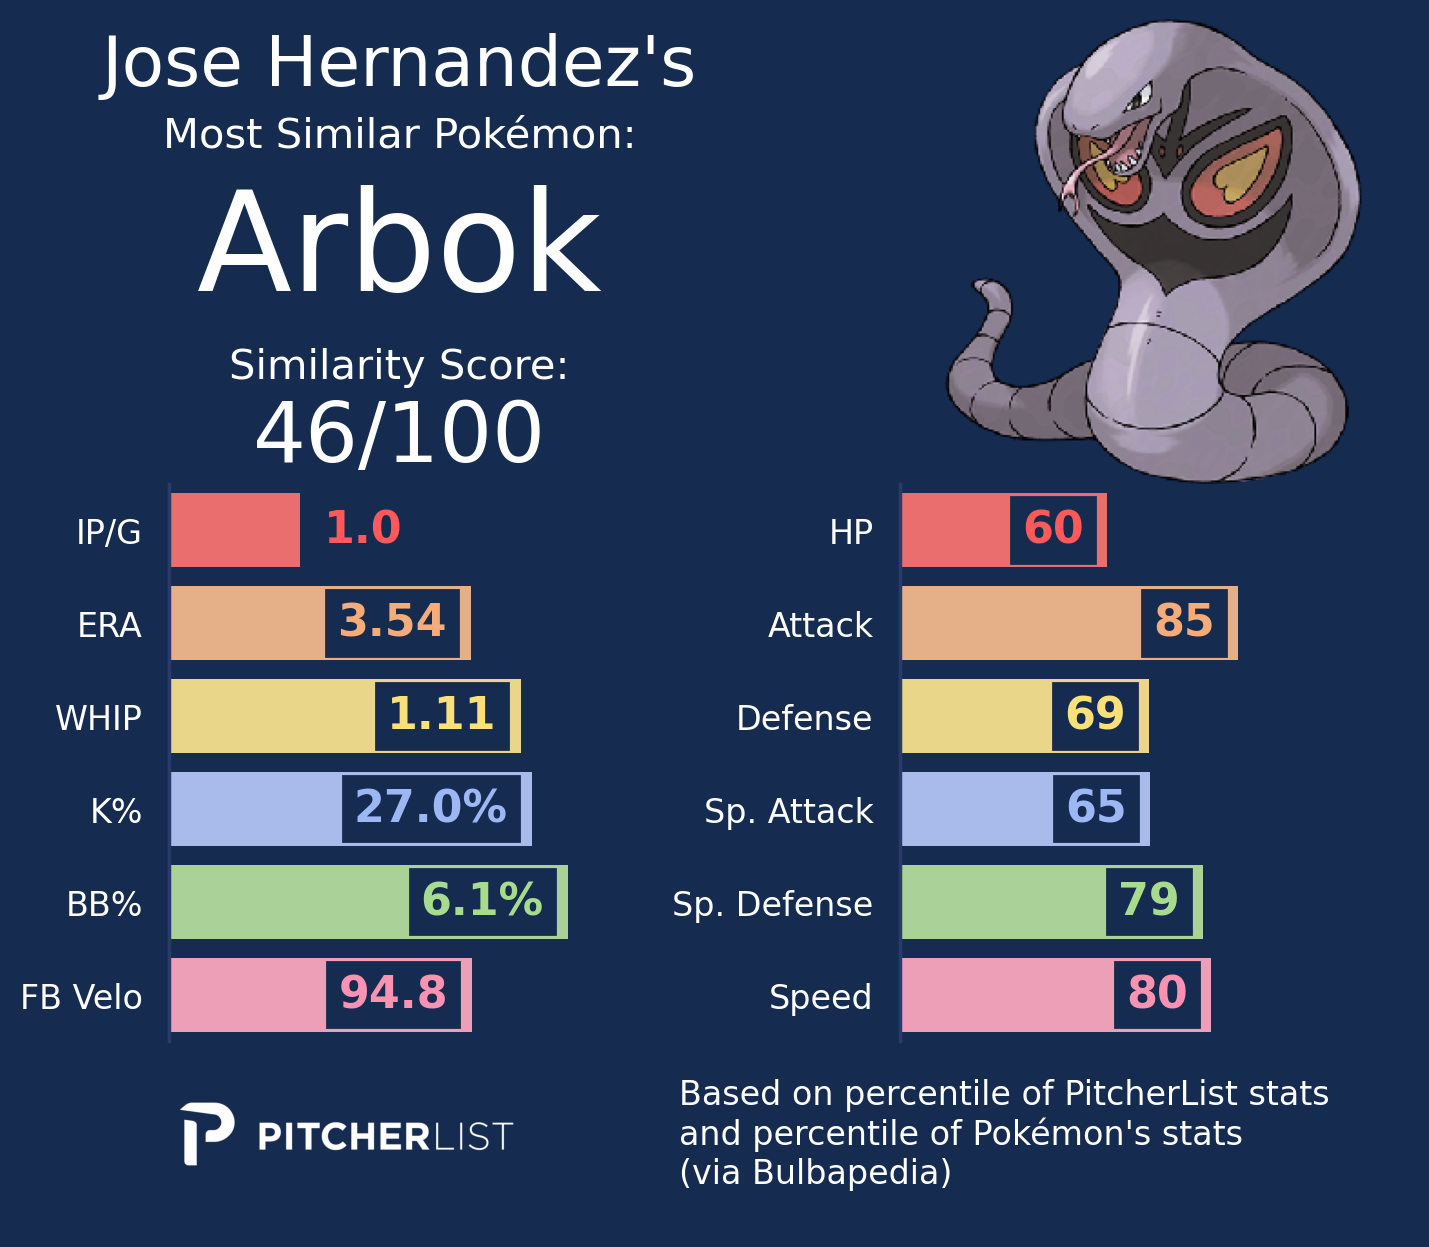 Jose Hernandez's
Most Similar Pokémon:
Arbok
Similarity Score:
46/100
IP/G 1.0
ERA 3.54
WHIP 1.11
K% 27.0%
BB% 6.1%
FB Velo 94.8
HP 60
Attack 85
Defense 69
Sp. Attack 65
Sp. Defense 79
Speed 80
PITCHERLIST
Based on percentile of PitcherList stats
and percentile of Pokémon's stats
(via Bulbapedia)